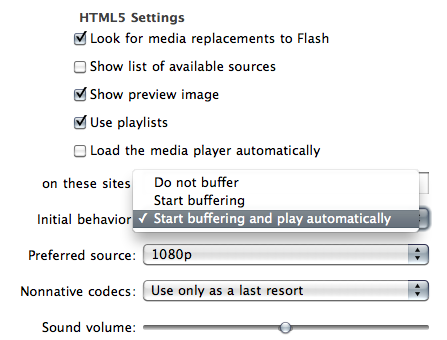 HTML5 Settings
Look for media replacements to Flash
Show list of available sources
Show preview image
Use playlists
Load the media player automatically
on these sites
Do not buffer
Start buffering
Initial behavior
✓ Start buffering and play automatically
Preferred source: 1080p
Nonnative codecs: Use only as a last resort
Sound volume: